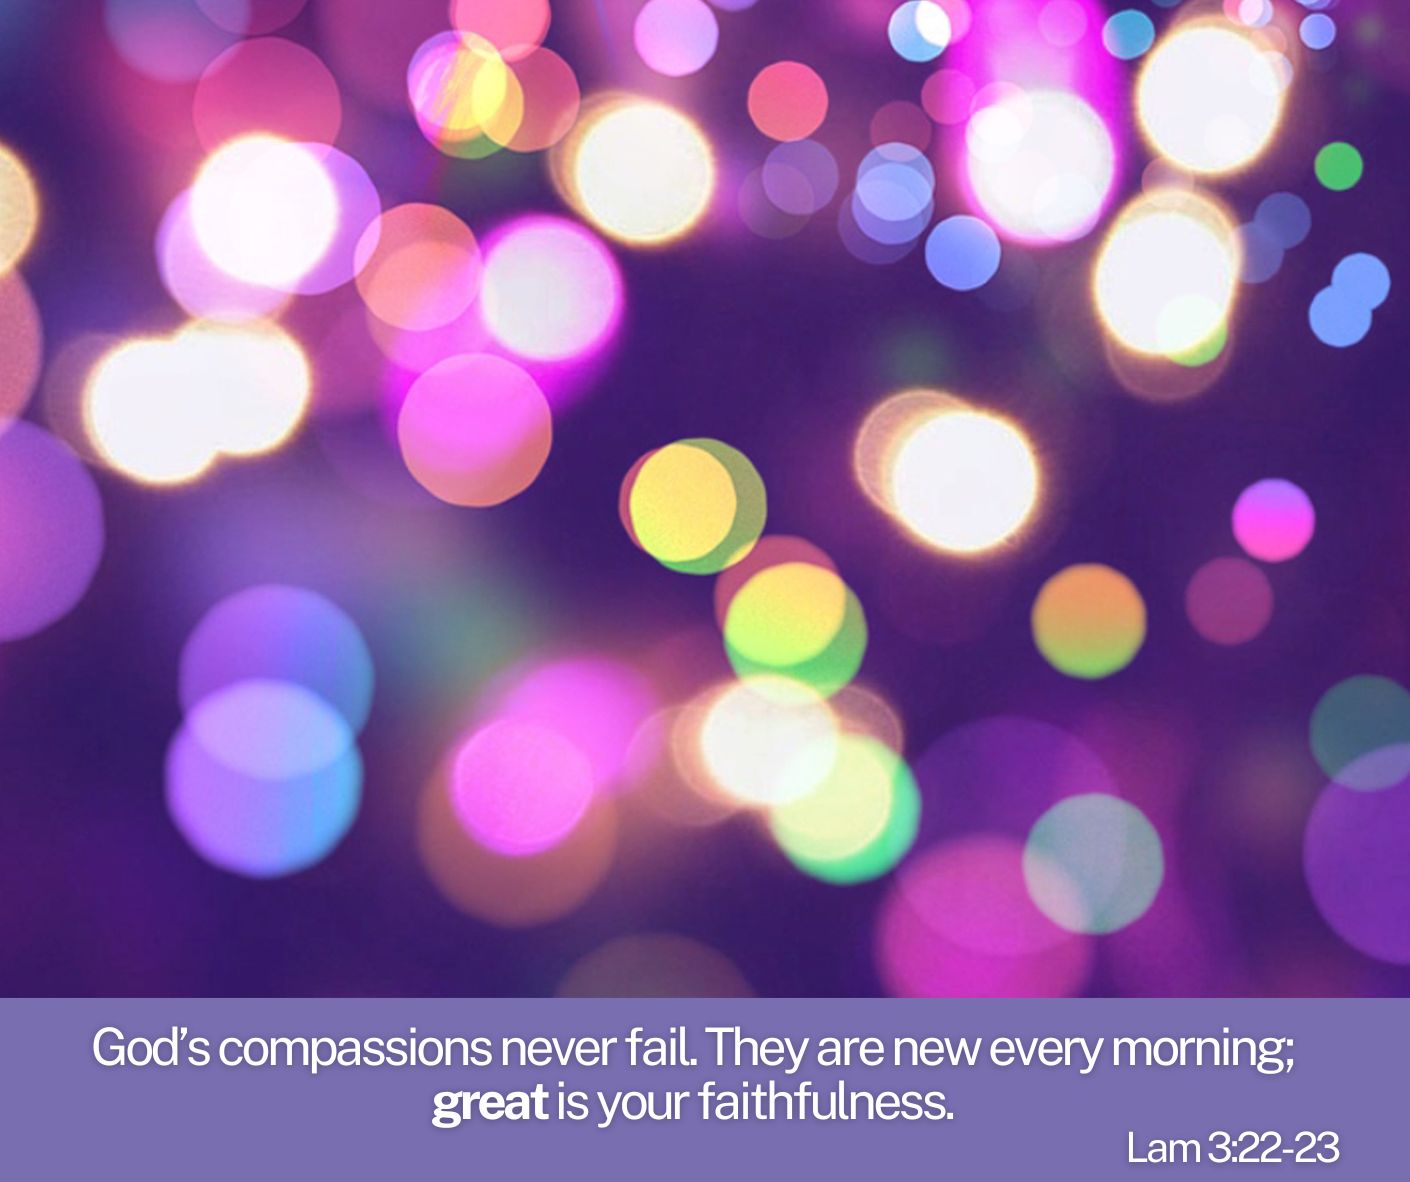 God’s compassions never fail. They are new every morning;
great is your faithfulness.
Lam 3:22-23